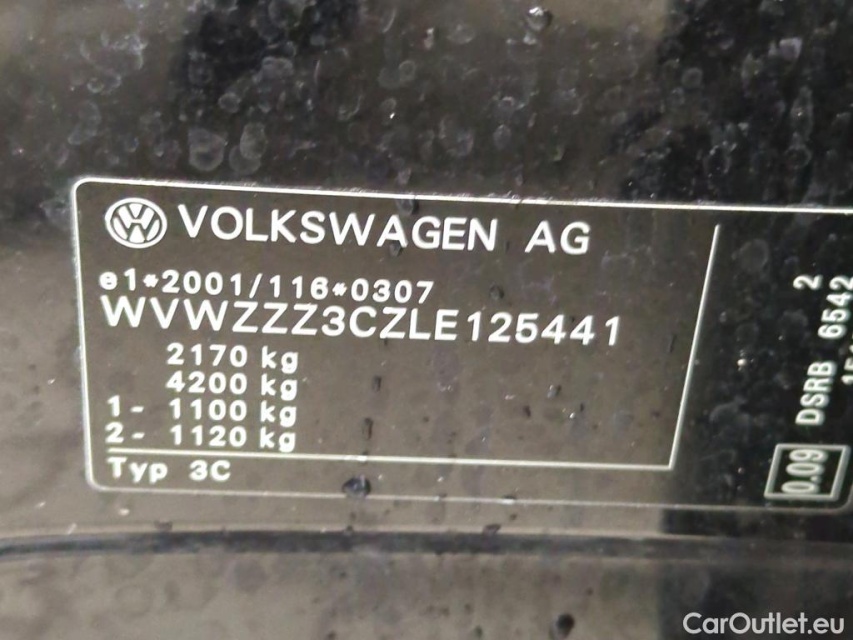 VOLKSWAGEN AG
e1*2001/116*0307
WVWZZZ3CZLE125441
2170 kg
4200 kg
1- 1100 kg
2- 1120 kg
Typ 3C
2
DSRB 6542
0.09
CarOutlet.eu